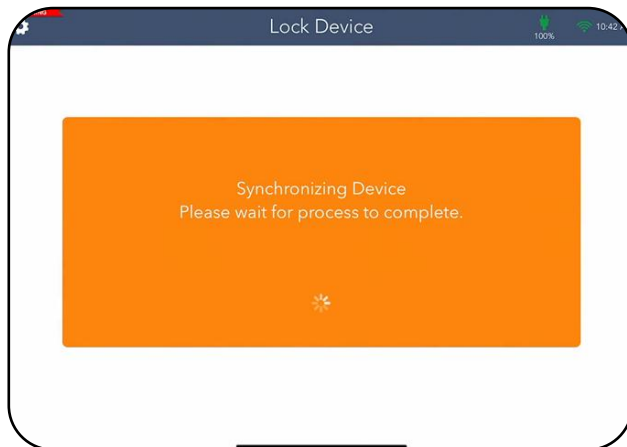 Lock Device
100%
10:42
Synchronizing Device
Please wait for process to complete.